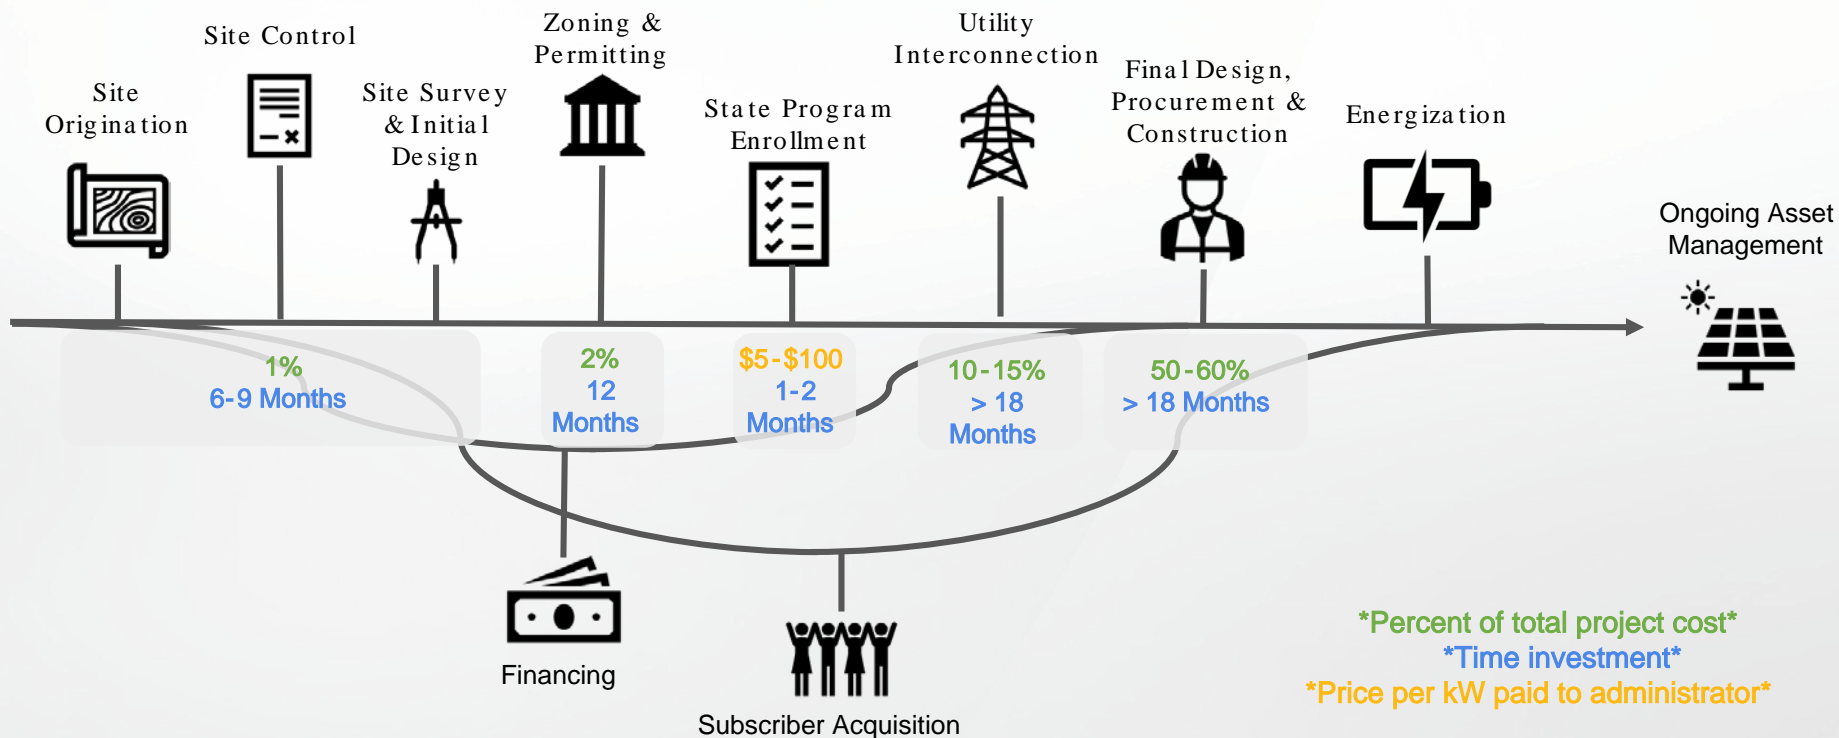 Site
Origination
Site Control
Site Survey
& Initial
Design
Zoning &
Permitting
State Program
Enrollment
Utility
Interconnection
Final Design,
Procurement &
Construction
Energization
Ongoing Asset
Management
1%
6-9 Months
2%
12
Months
$5-$100
1-2
Months
10-15%
> 18
Months
50-60%
> 18 Months
Financing
Subscriber Acquisition
*Percent of total project cost*
*Time investment*
*Price per kW paid to administrator*